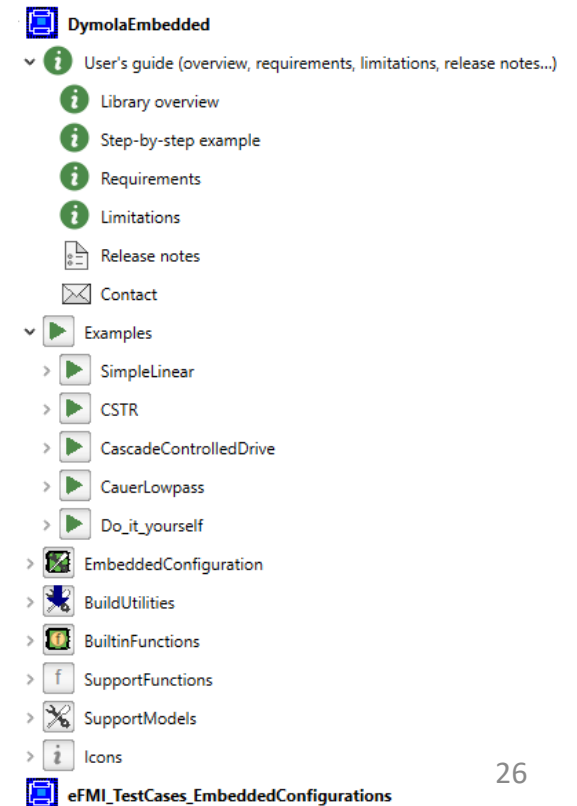 DymolaEmbedded
User's guide (overview, requirements, limitations, release notes...)
Library overview
Step-by-step example
Requirements
Limitations
Release notes
Contact
Examples
SimpleLinear
CSTR
CascadeControlledDrive
CauerLowpass
Do_it_yourself
EmbeddedConfiguration
BuildUtilities
BuiltinFunctions
f SupportFunctions
SupportModels
Icons
26
eFMI_TestCases_EmbeddedConfigurations